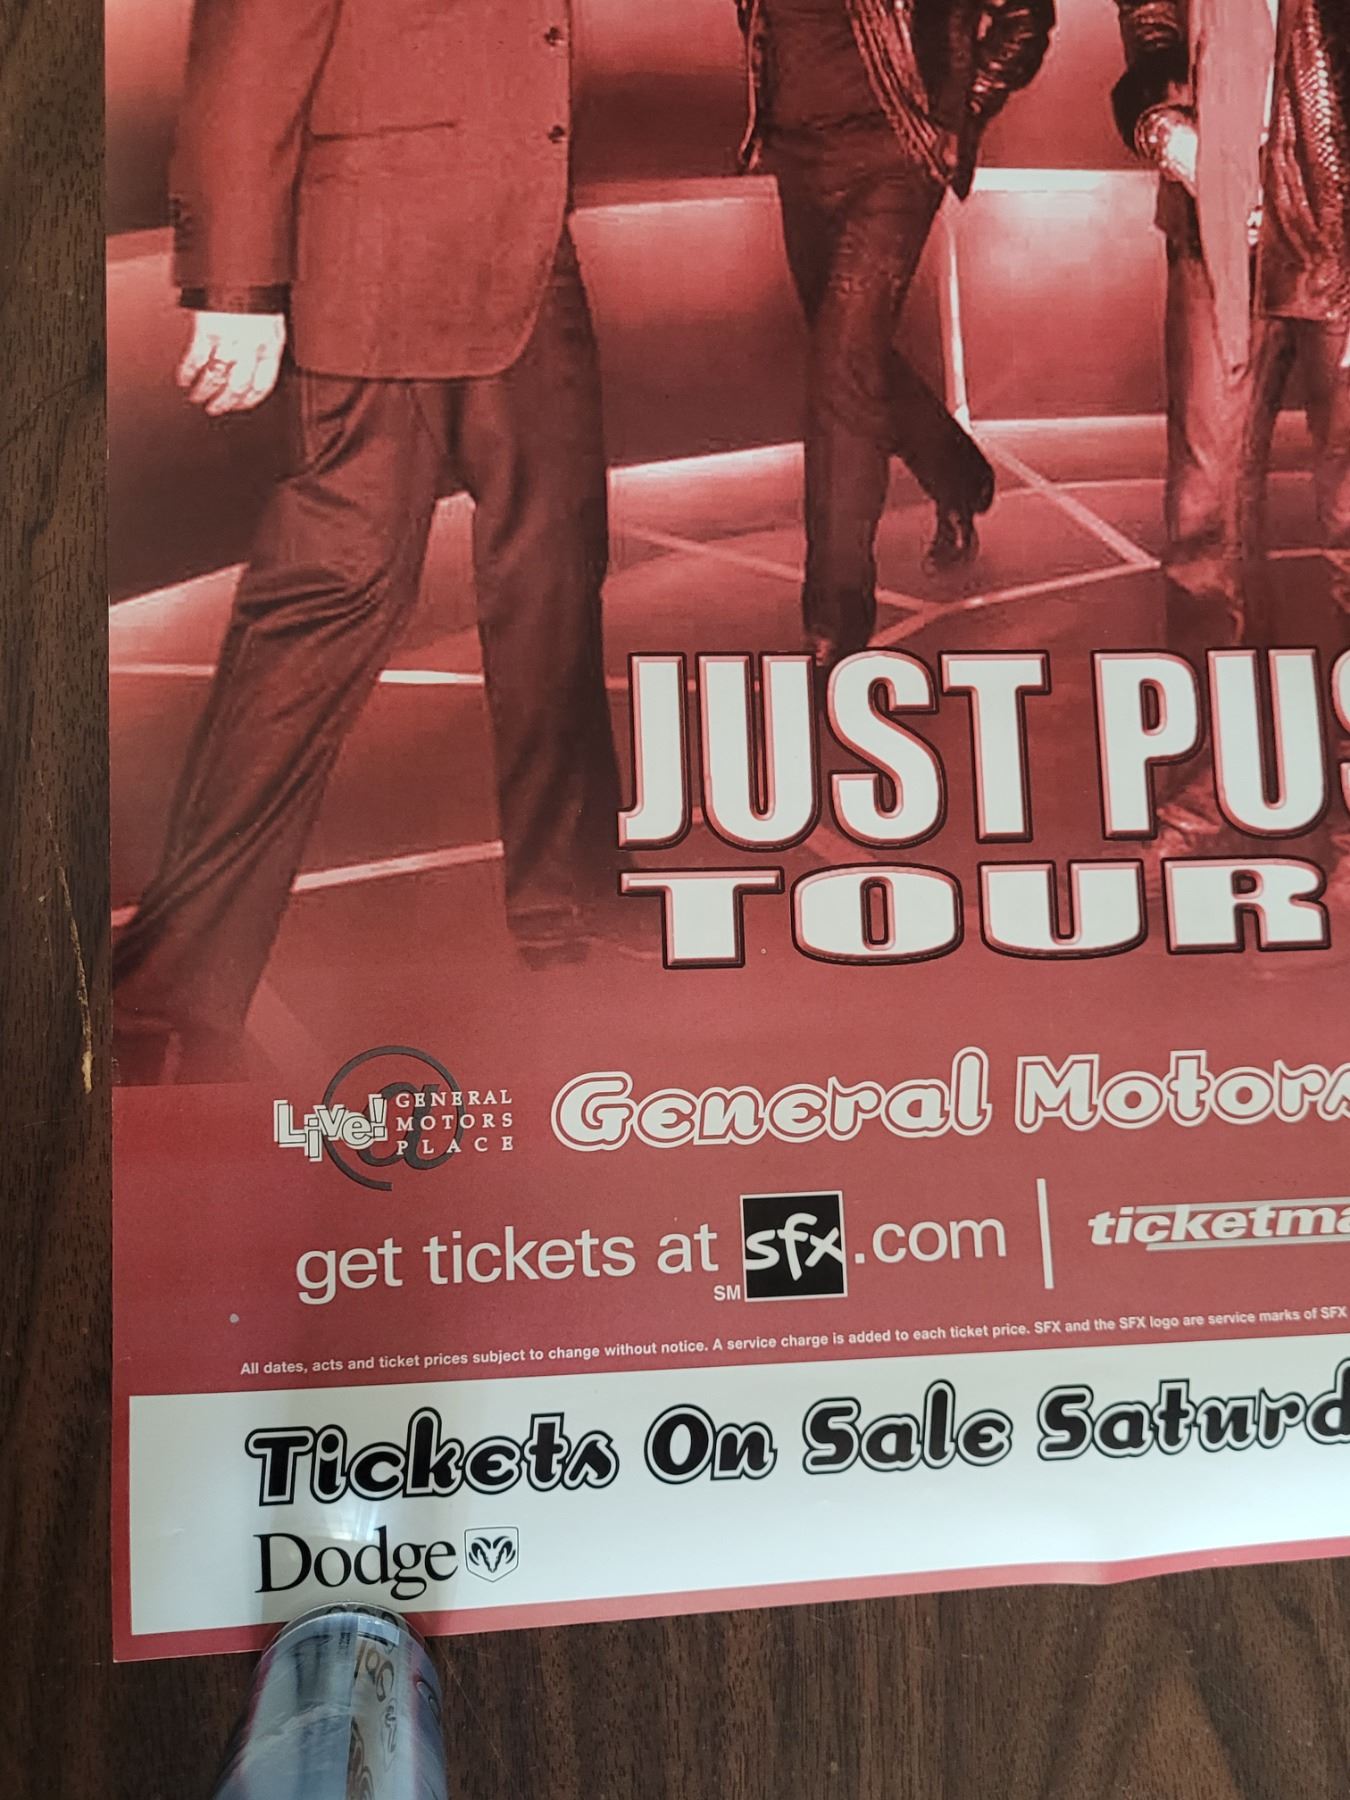 JUST PUS
TOUR
Live! @ GENERAL MOTORS PLACE
General Motors
get tickets at sfx.com | ticketma
SM
All dates, acts and ticket prices subject to change without notice. A service charge is added to each ticket price. SFX and the SFX logo are service marks of SFX
Tickets On Sale Saturd
Dodge